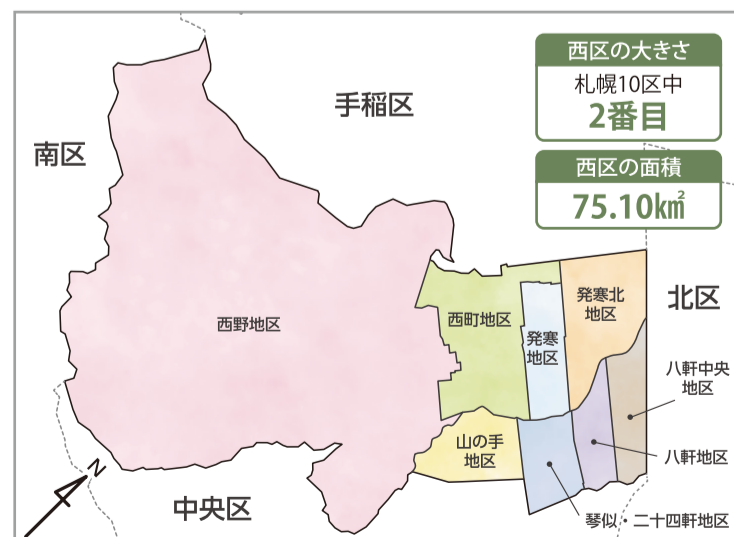 西区の大きさ
札幌10区中
2番目
西区の面積
75.10㎢
手稲区
南区
北区
中央区
西野地区
西町地区
発寒
地区
発寒北
地区
八軒中央
地区
八軒地区
山の手
地区
琴似・二十四軒地区
N